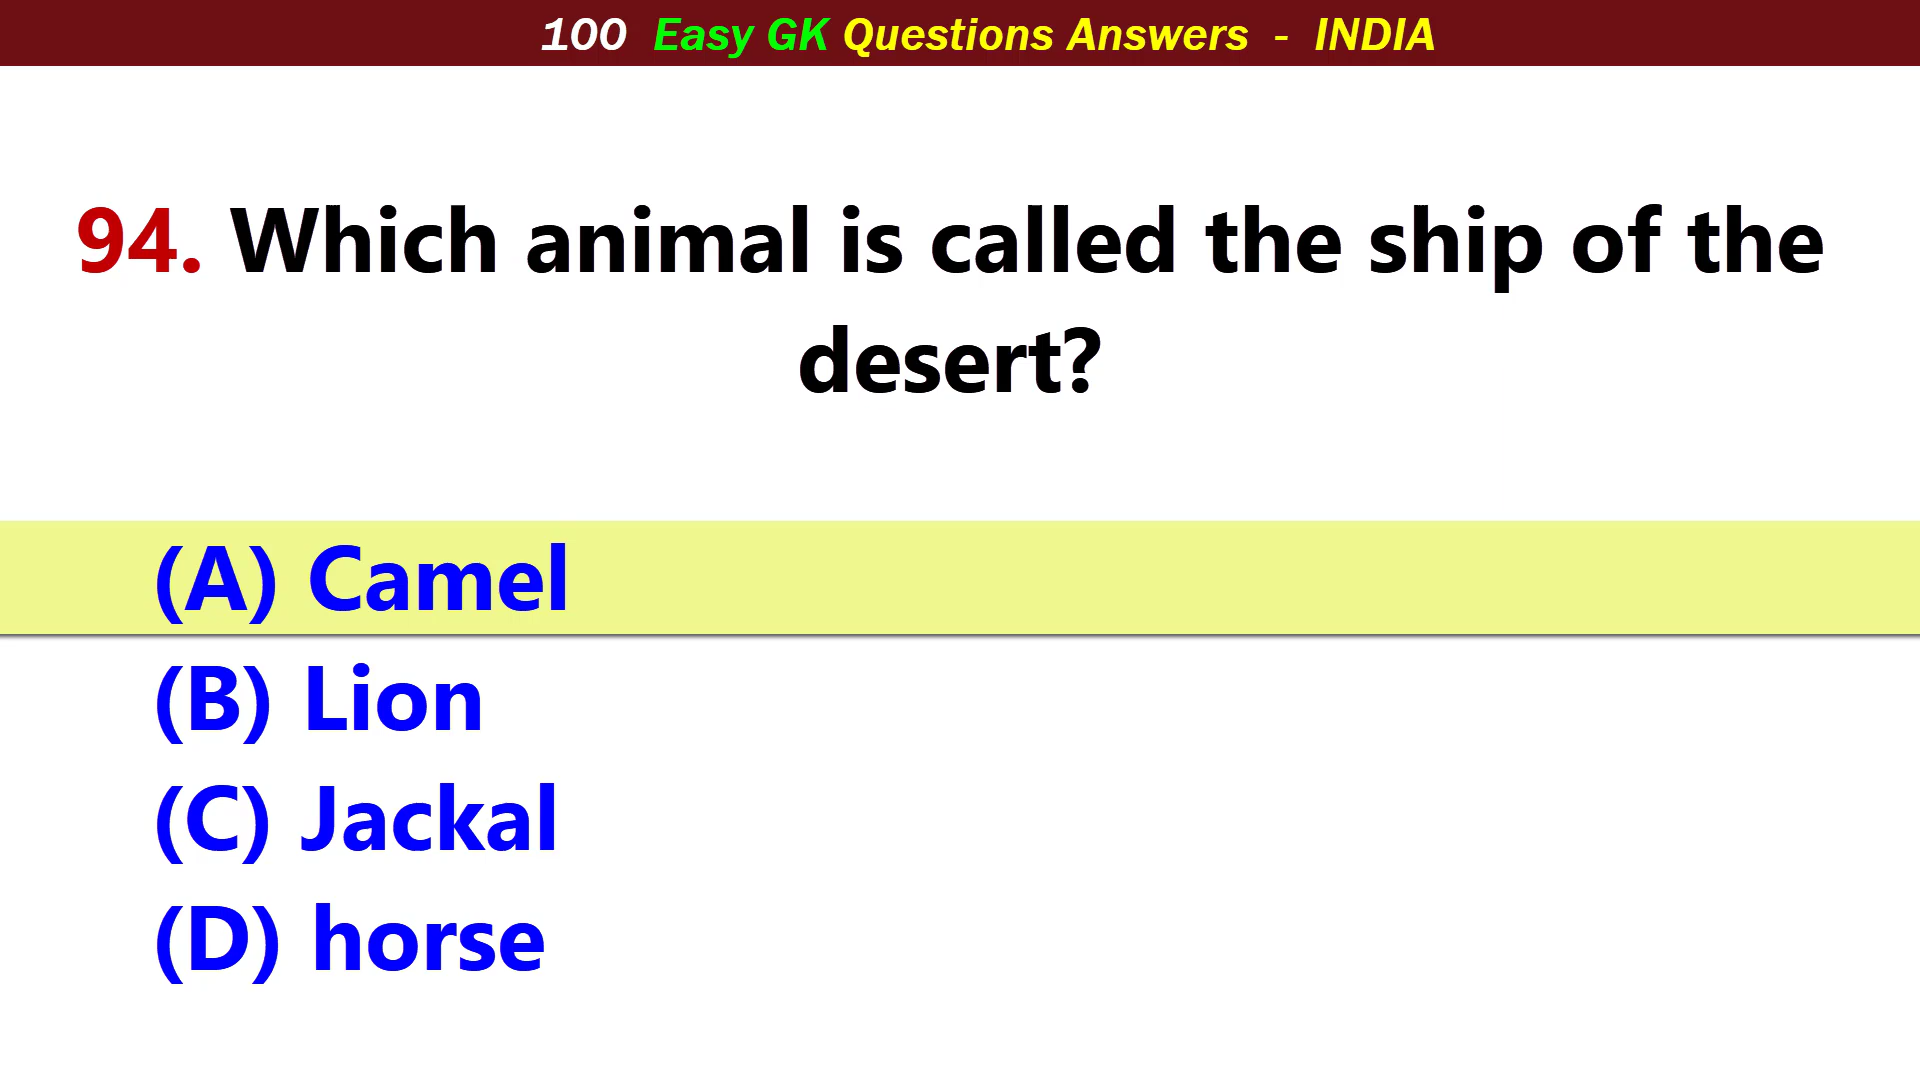 100 Easy GK Questions Answers - INDIA
94. Which animal is called the ship of the
desert?
(A) Camel
(B) Lion
(C) Jackal
(D) horse